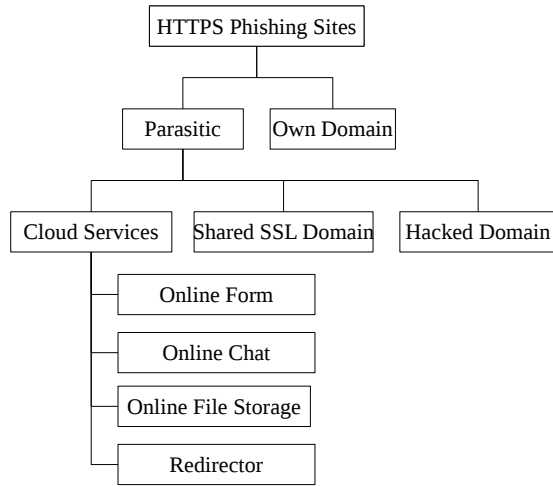 HTTPS Phishing Sites
Parasitic
Own Domain
Cloud Services
Shared SSL Domain
Hacked Domain
Online Form
Online Chat
Online File Storage
Redirector